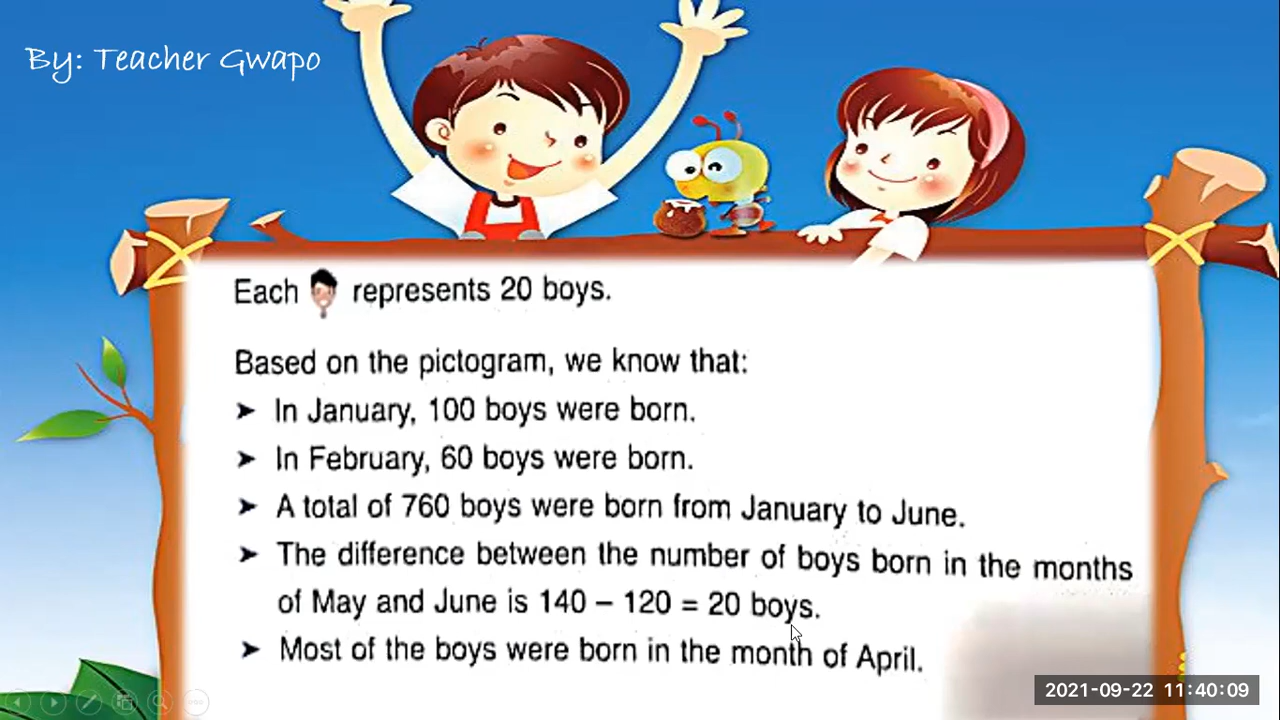 By: Teacher Gwapo
Each represents 20 boys.
Based on the pictogram, we know that:
➤ In January, 100 boys were born.
➤ In February, 60 boys were born.
➤ A total of 760 boys were born from January to June.
➤ The difference between the number of boys born in the months
of May and June is 140 – 120 = 20 boys.
➤ Most of the boys were born in the month of April.
2021-09-22 11:40:09